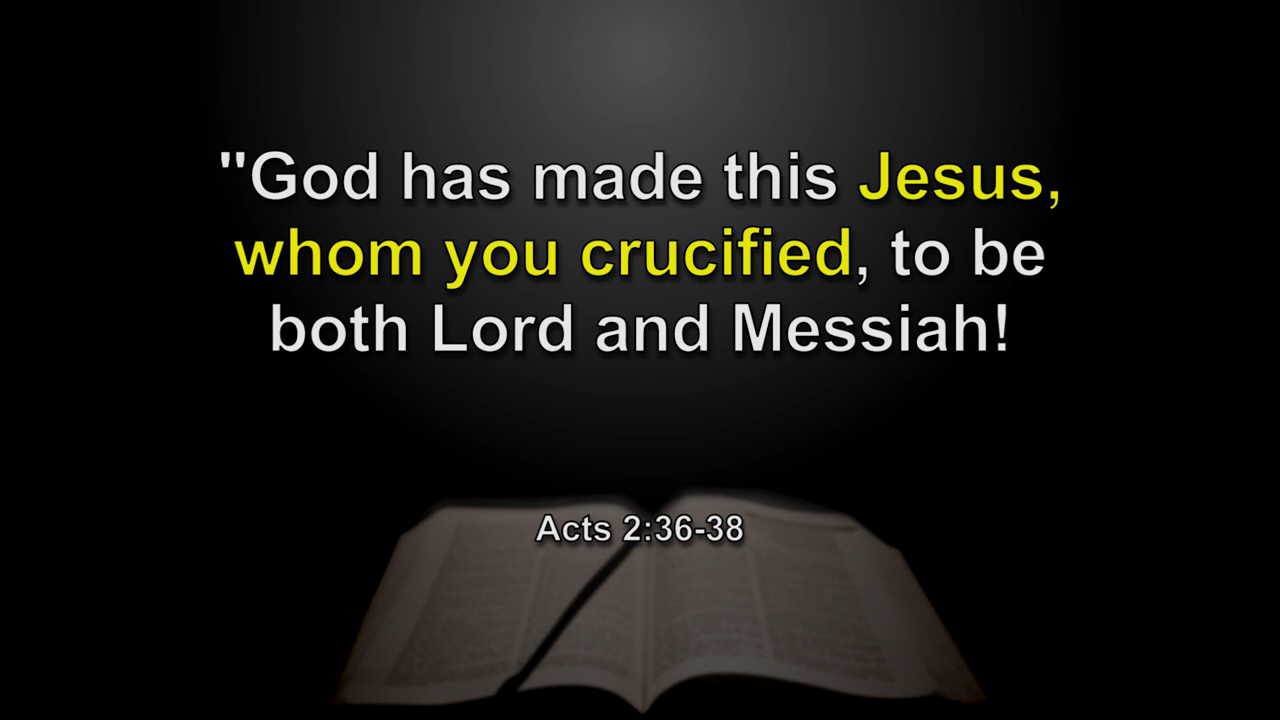 "God has made this Jesus,
whom you crucified, to be
both Lord and Messiah!
Acts 2:36-38